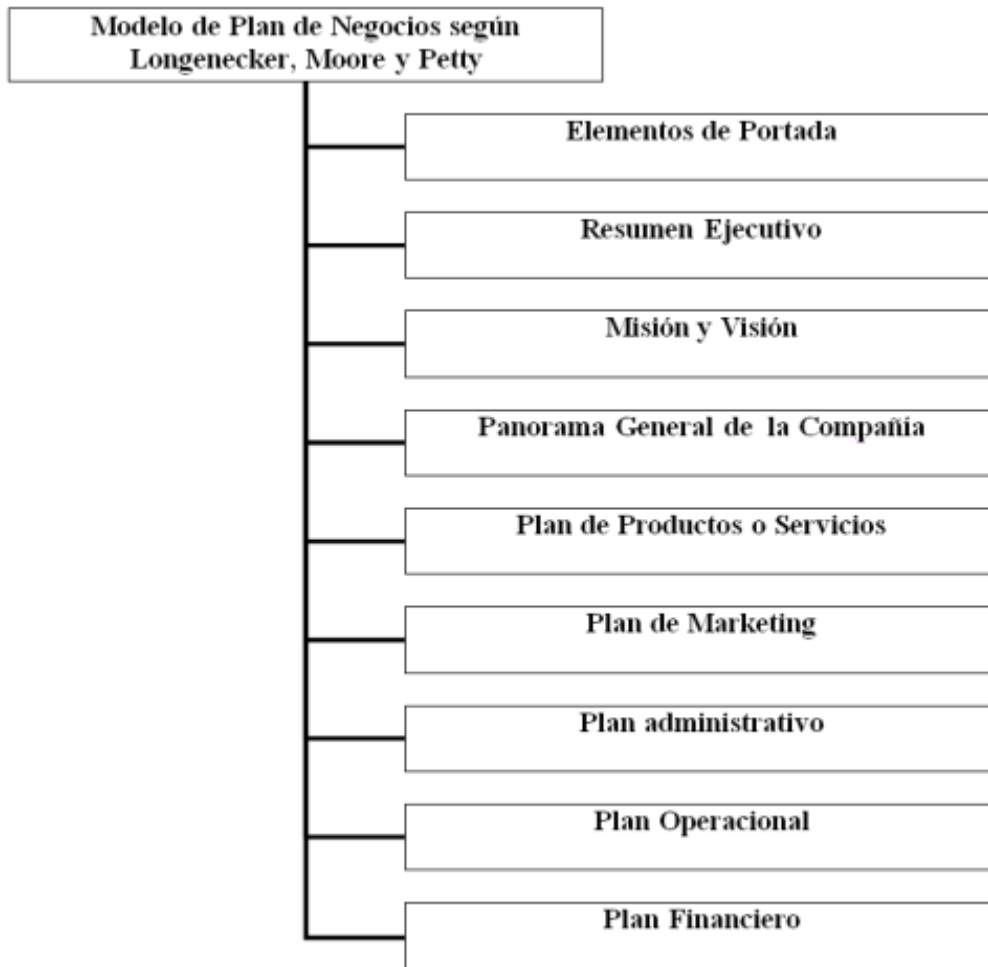 Modelo de Plan de Negocios según
Longenecker, Moore y Petty
Elementos de Portada
Resumen Ejecutivo
Misión y Visión
Panorama General de la Compañía
Plan de Productos o Servicios
Plan de Marketing
Plan administrativo
Plan Operacional
Plan Financiero